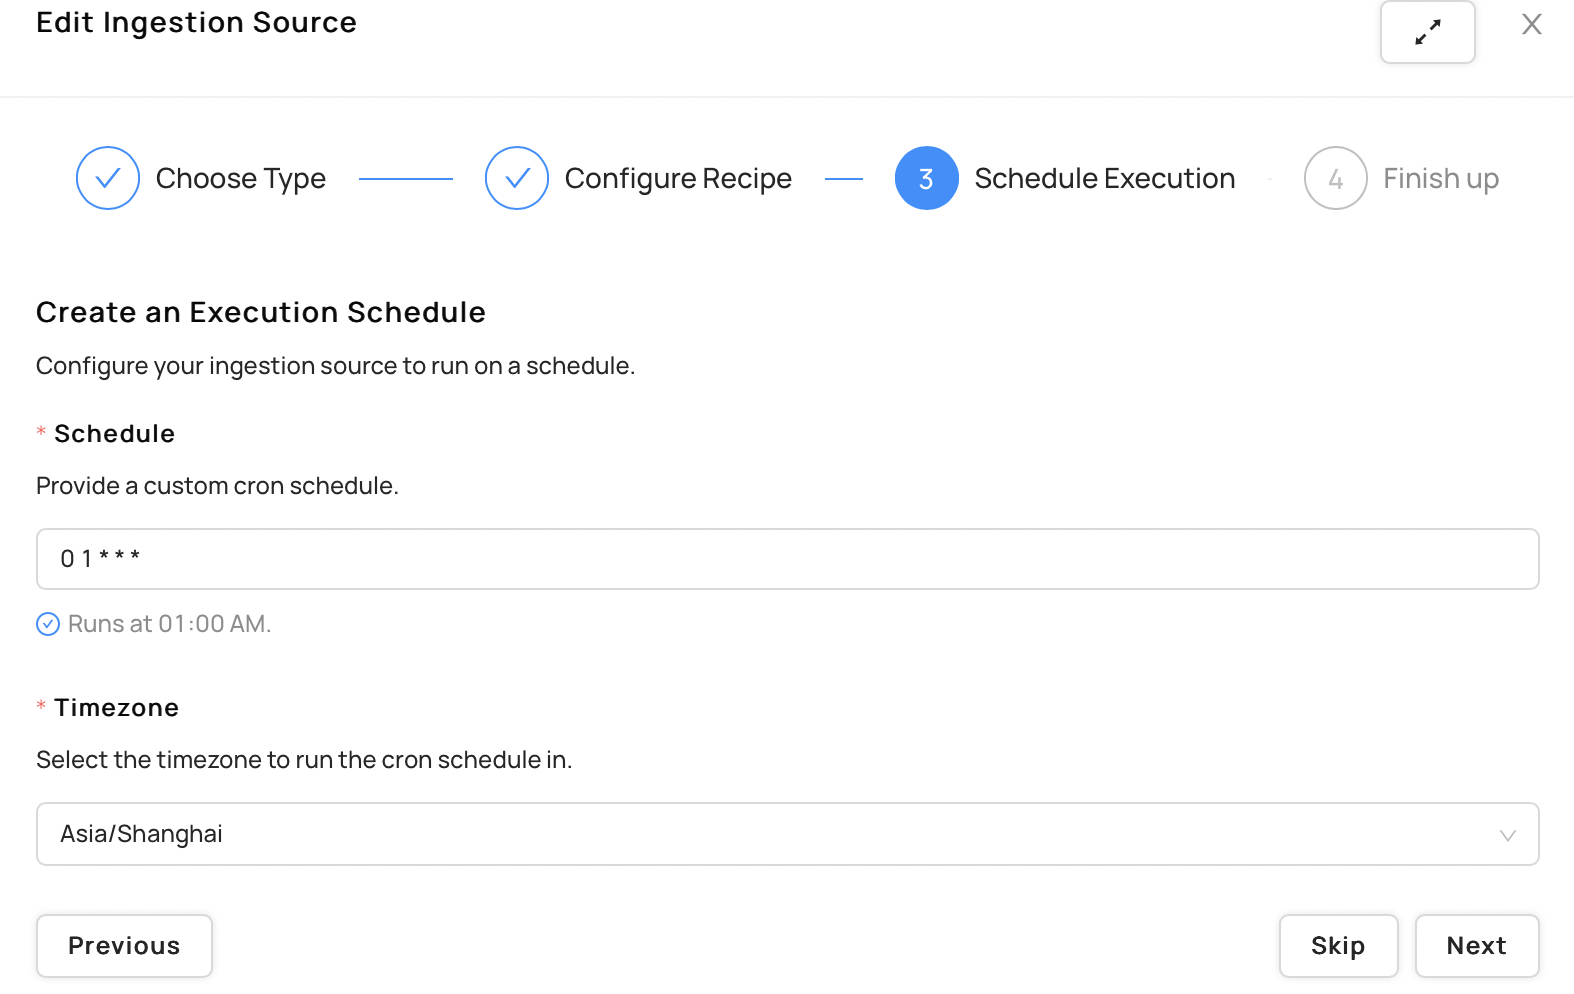 Edit Ingestion Source
Choose Type
Configure Recipe
3 Schedule Execution
4 Finish up
Create an Execution Schedule
Configure your ingestion source to run on a schedule.
* Schedule
Provide a custom cron schedule.
0 1 * * *
Runs at 01:00 AM.
* Timezone
Select the timezone to run the cron schedule in.
Asia/Shanghai
Previous
Skip
Next